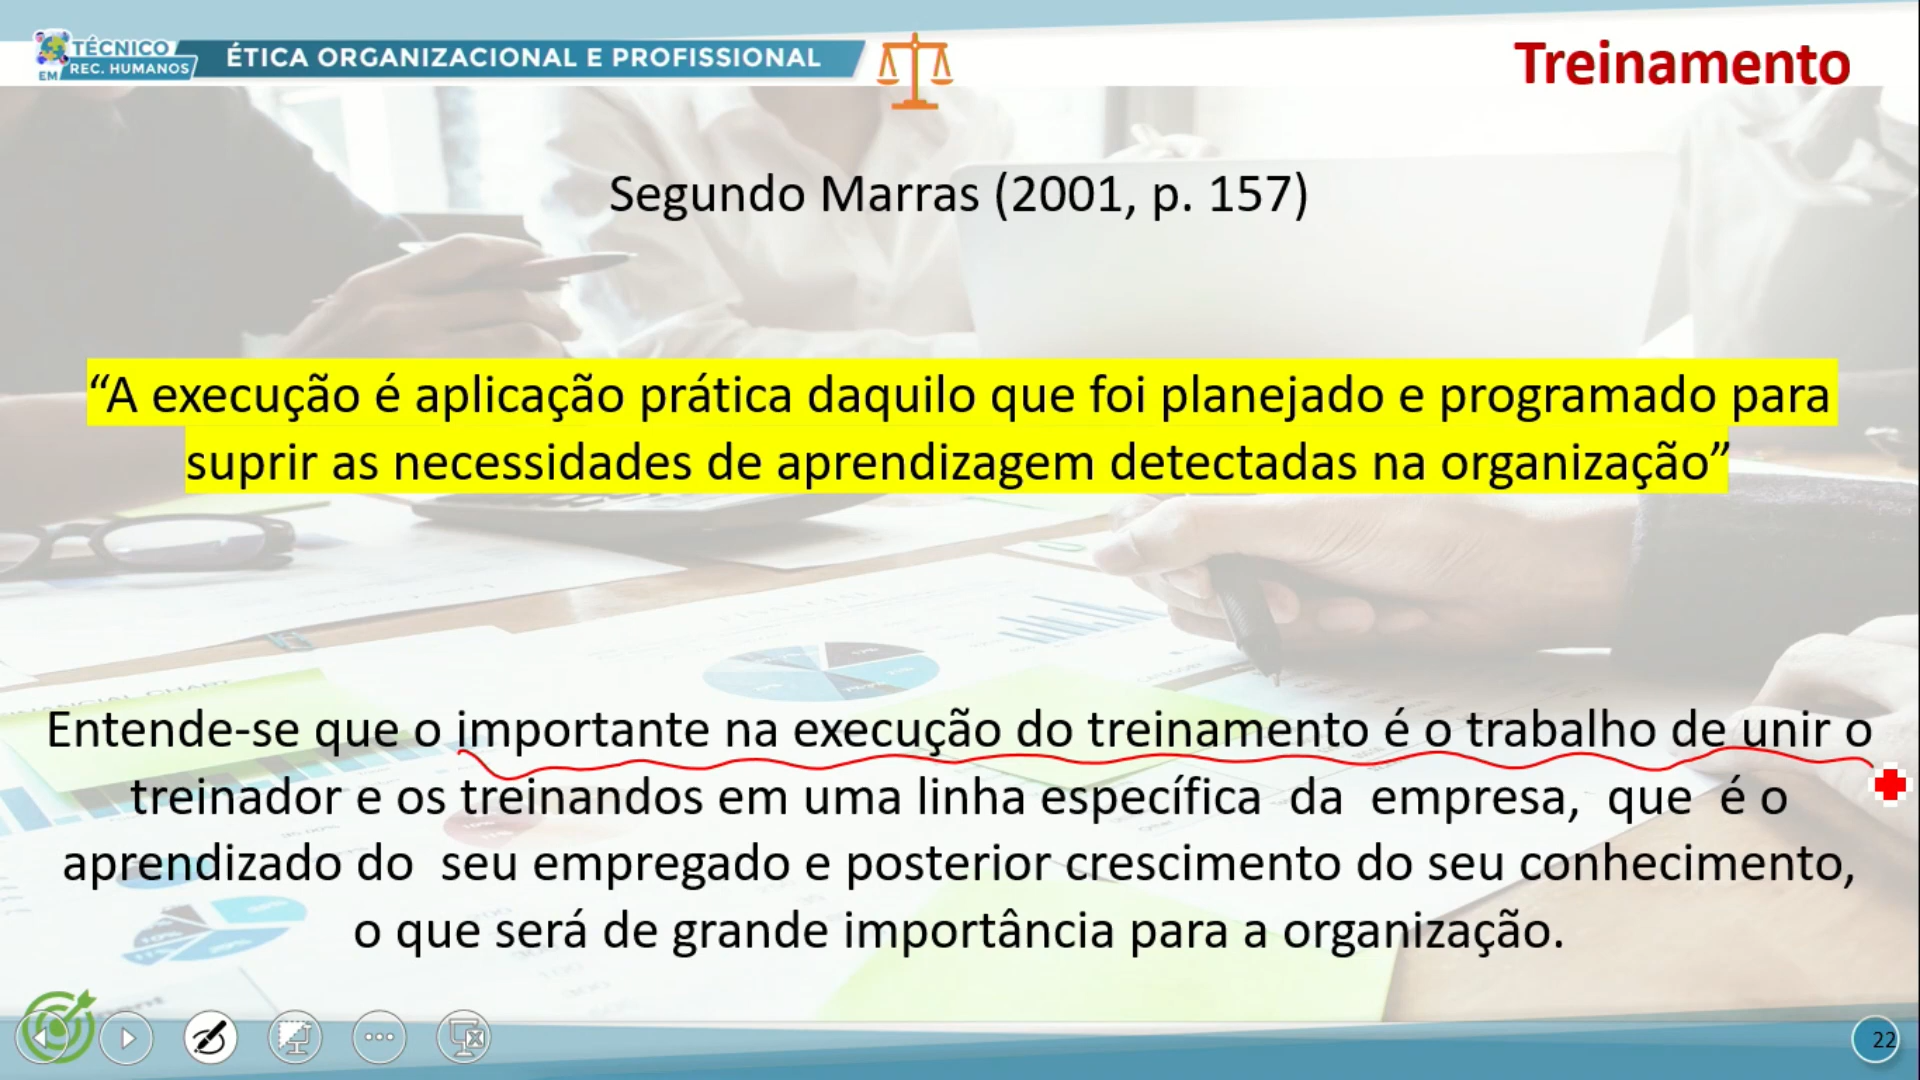 TÉCNICO
EM REC. HUMANOS
ÉTICA ORGANIZACIONAL E PROFISSIONAL
Treinamento
Segundo Marras (2001, p. 157)
“A execução é aplicação prática daquilo que foi planejado e programado para
suprir as necessidades de aprendizagem detectadas na organização”
Entende-se que o importante na execução do treinamento é o trabalho de unir o
treinador e os treinandos em uma linha específica da empresa, que é o
aprendizado do seu empregado e posterior crescimento do seu conhecimento,
o que será de grande importância para a organização.
22